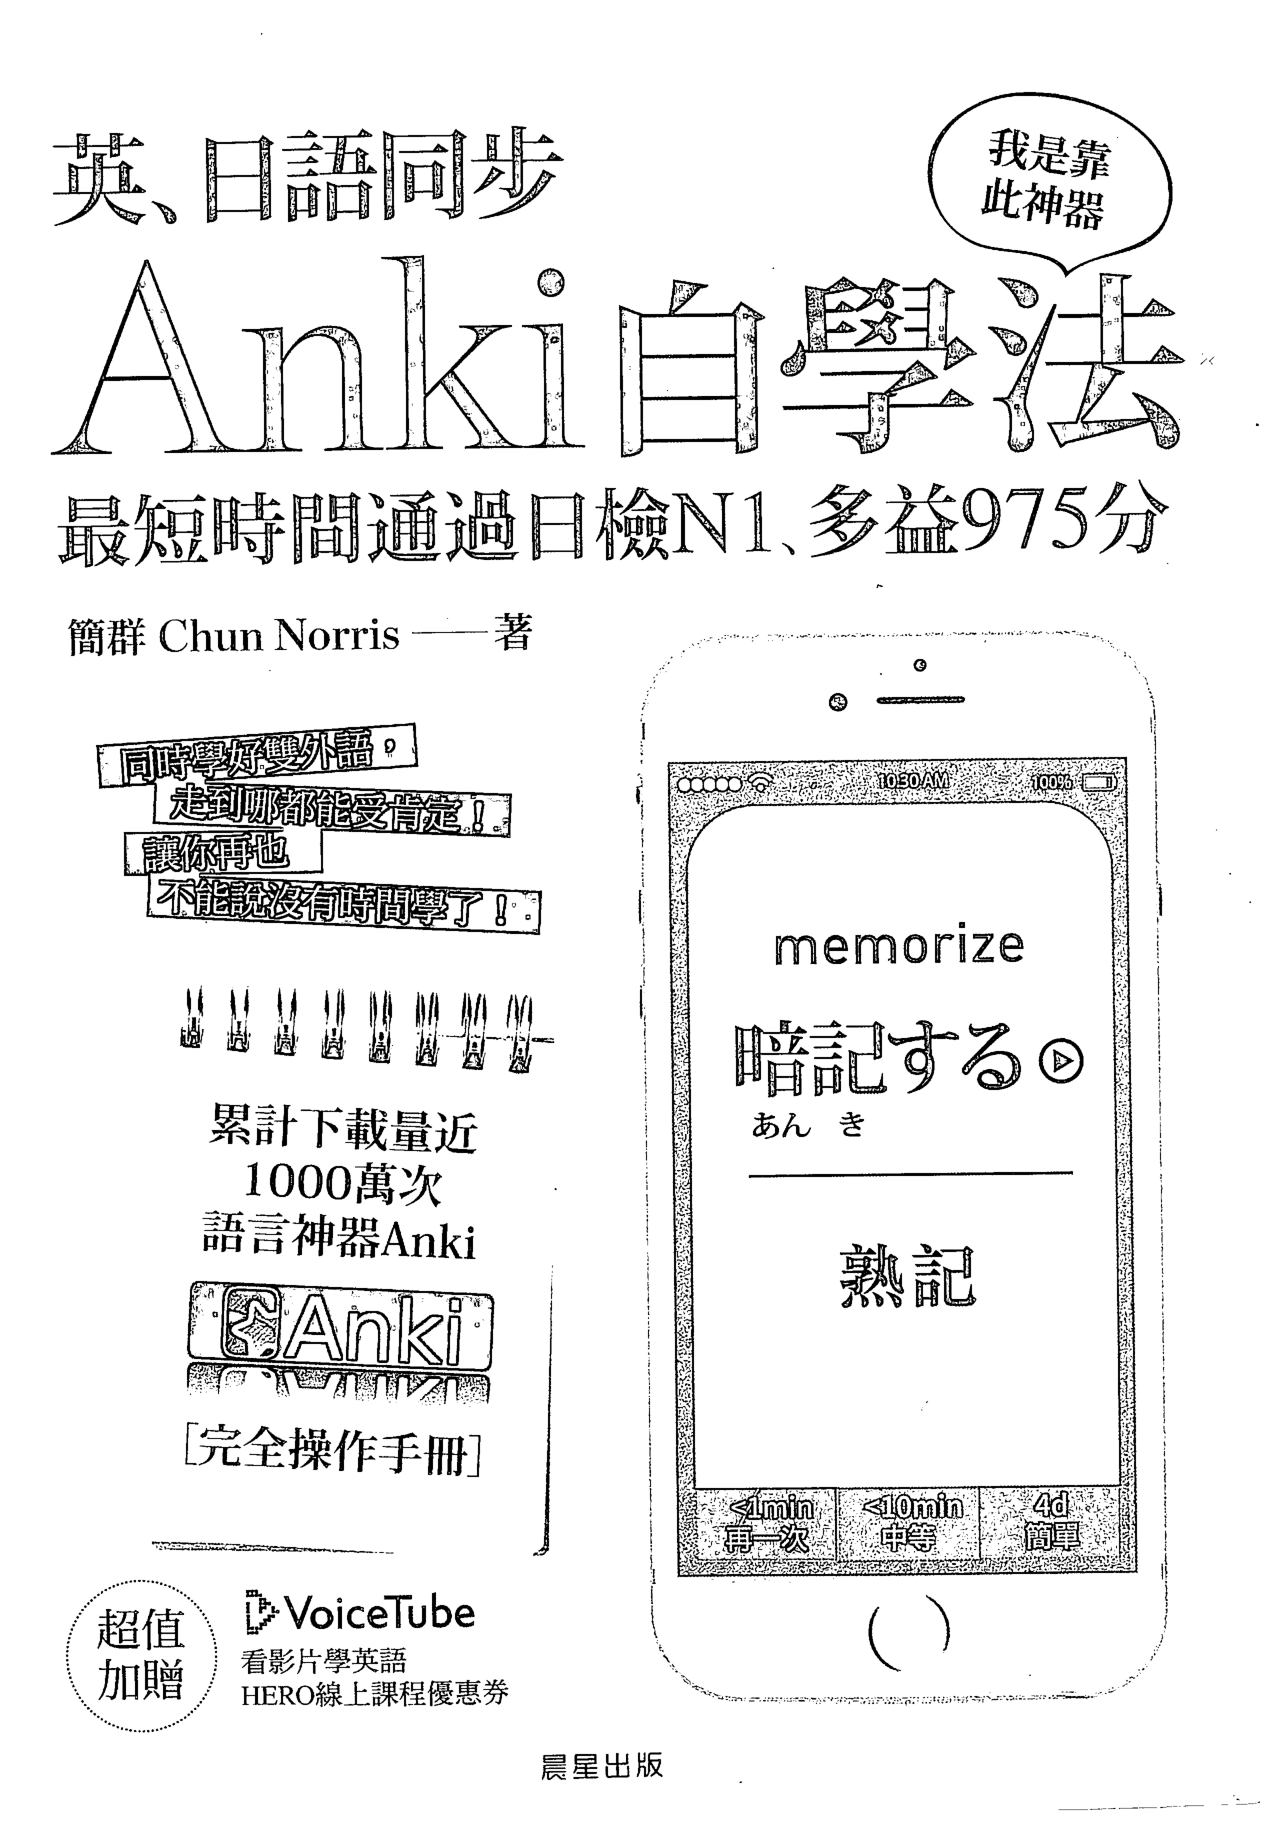 我是靠
此神器
英、日語同步
Anki自學法
最短時間通過日檢N1、多益975分
簡群 Chun Norris ——著
同時學好雙外語，
走到哪都能受肯定！
讓你再也
不能說沒有時間學了！
累計下載量近
1000萬次
語言神器Anki
Anki
[完全操作手冊]
超值
加贈
VoiceTube
看影片學英語
HERO線上課程優惠券
10:30 AM 100%
memorize
暗記する
あん き
熟記
<1min <10min 4d
再一次 中等 簡單
晨星出版